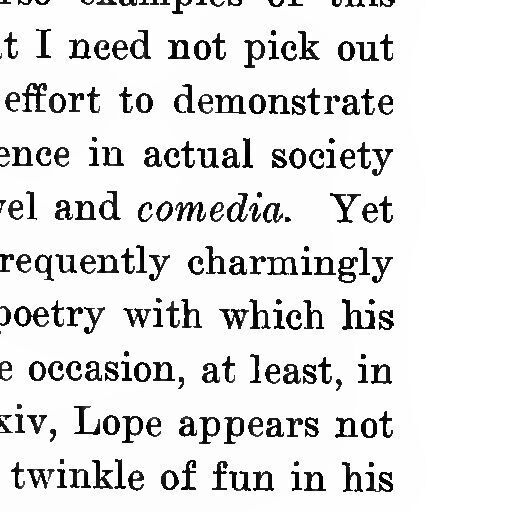 examples of this
t I need not pick out
effort to demonstrate
ence in actual society
vel and comedia. Yet
requently charmingly
poetry with which his
e occasion, at least, in
xiv, Lope appears not
twinkle of fun in his